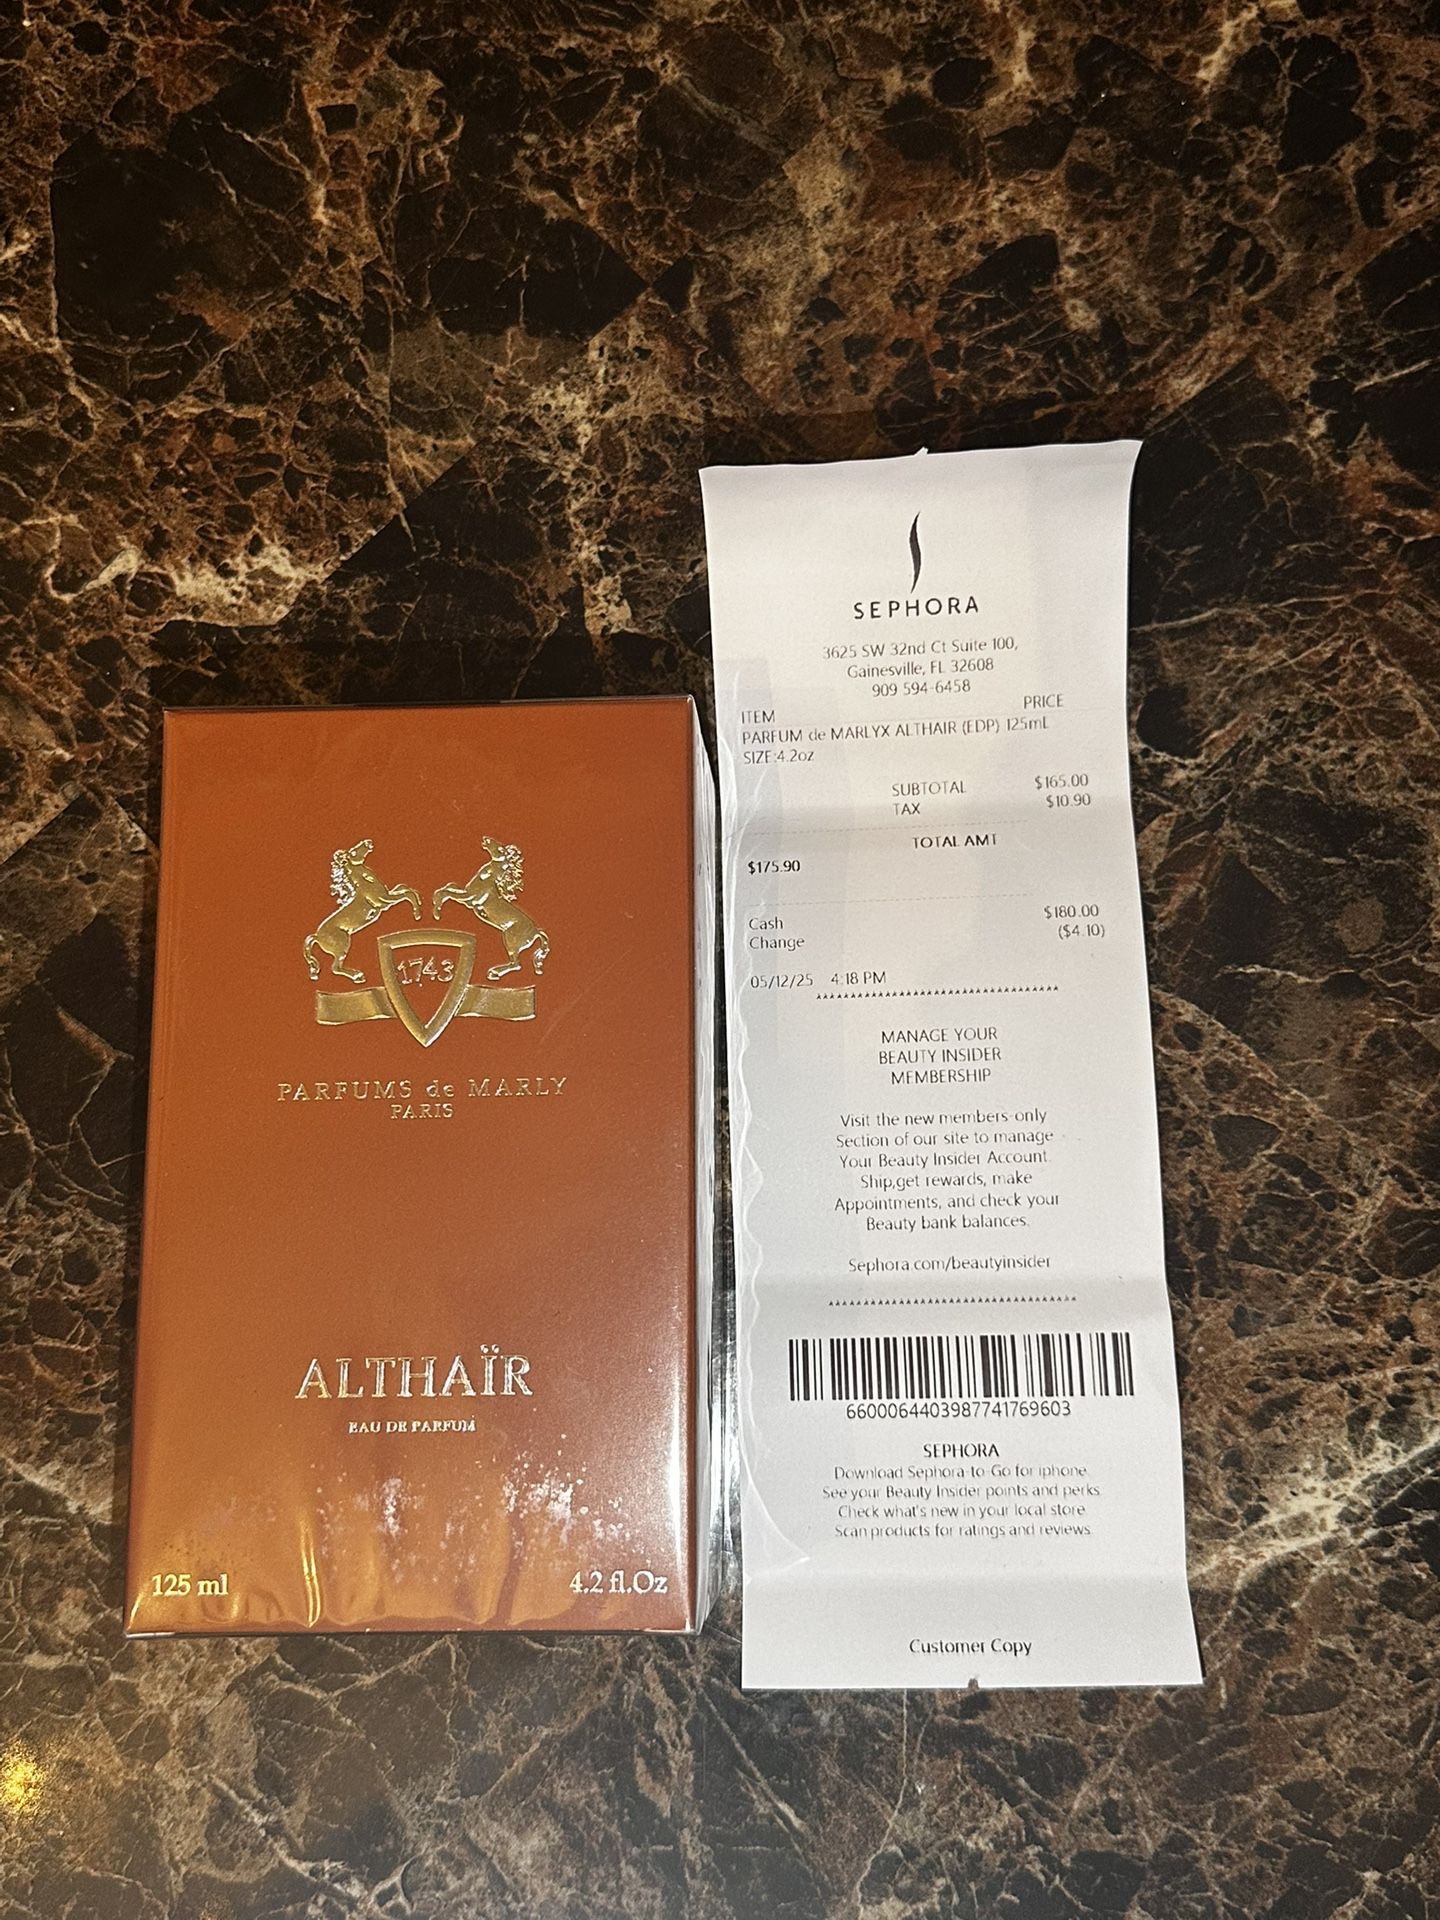 1743
PARFUMS de MARLY
PARIS
ALTHAÏR
EAU DE PARFUM
125 ml 4.2 fl.Oz
SEPHORA
3625 SW 32nd Ct Suite 100,
Gainesville, FL 32608
909 594-6458
ITEM PRICE
PARFUM de MARLYX ALTHAIR (EDP) 125mL
SIZE:4.2oz
SUBTOTAL $165.00
TAX $10.90
TOTAL AMT
$175.90
Cash $180.00
Change ($4.10)
05/12/25 4:18 PM
MANAGE YOUR
BEAUTY INSIDER
MEMBERSHIP
Visit the new members-only
Section of our site to manage
Your Beauty Insider Account.
Ship,get rewards, make
Appointments, and check your
Beauty bank balances.
Sephora.com/beautyinsider
6600064403987741769603
SEPHORA
Download Sephora-to-Go for iphone.
See your Beauty Insider points and perks.
Check what's new in your local store.
Scan products for ratings and reviews.
Customer Copy